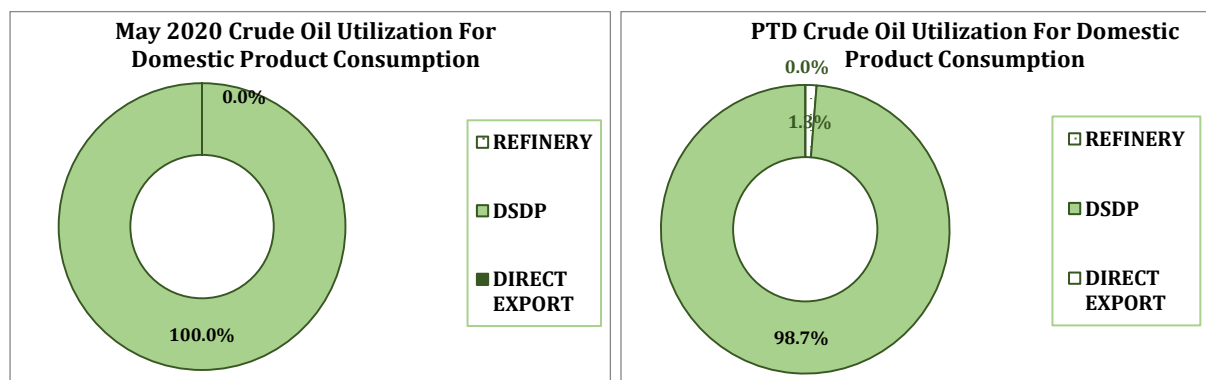 May 2020 Crude Oil Utilization For
Domestic Product Consumption
0.0%
REFINERY
DSDP
DIRECT
EXPORT
100.0%
PTD Crude Oil Utilization For Domestic
Product Consumption
0.0%
1.3%
REFINERY
DSDP
DIRECT
EXPORT
98.7%